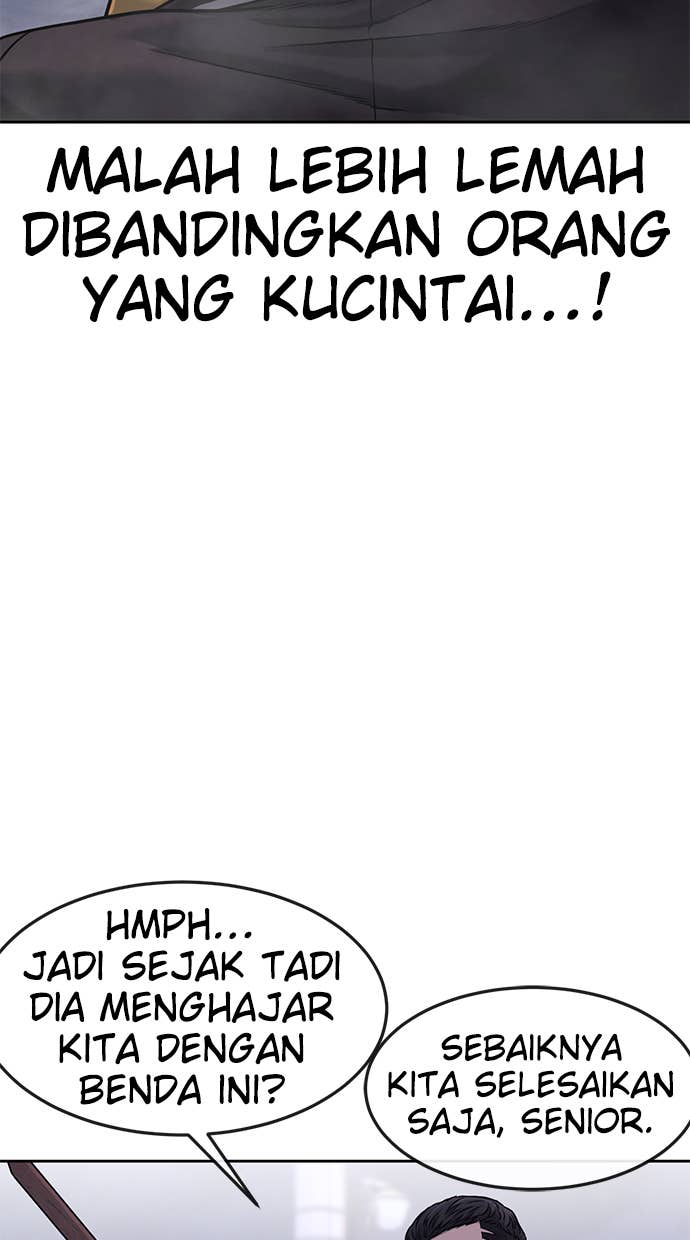 MALAH LEBIH LEMAH
DIBANDINGKAN ORANG
YANG KUCINTAI...!
HMPH...
JADI SEJAK TADI
DIA MENGHAJAR
KITA DENGAN
BENDA INI?
SEBAIKNYA
KITA SELESAIKAN
SAJA, SENIOR.